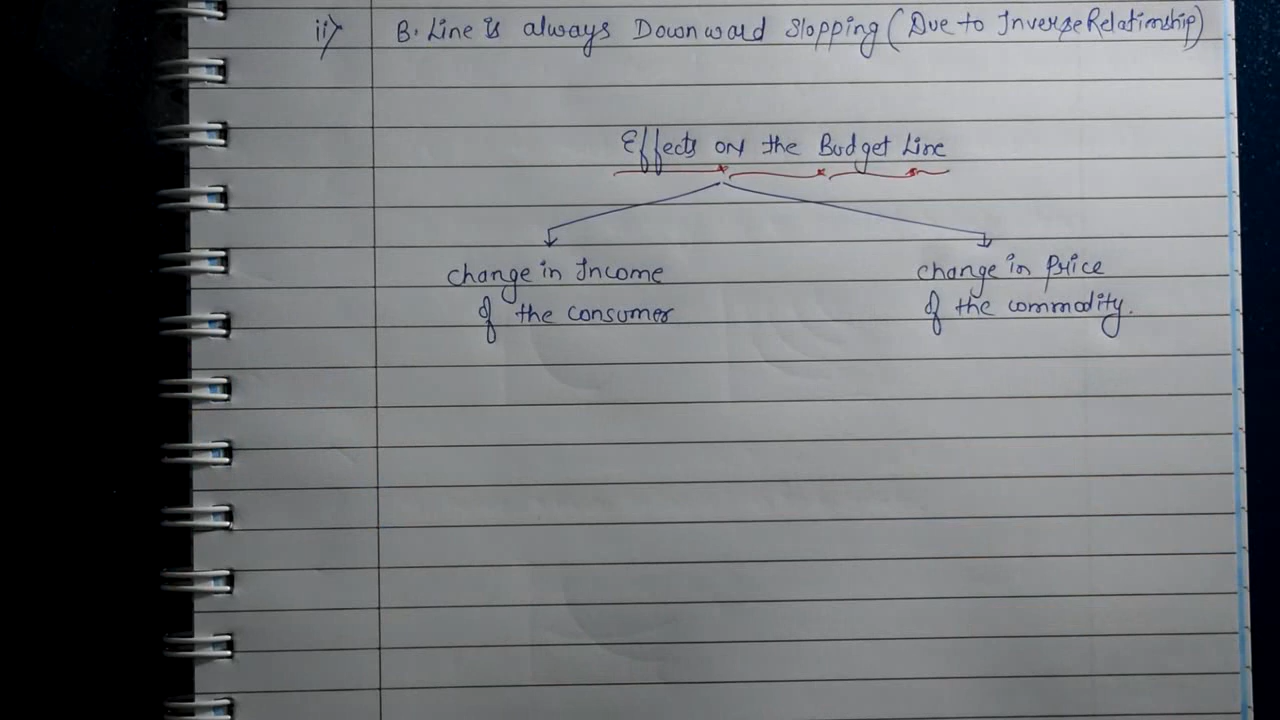 ii) B. Line is always Downward Slopping (Due to Inverse Relationship)
Effects on the Budget Line
change in Income
of the consumer
change in Price
of the commodity.